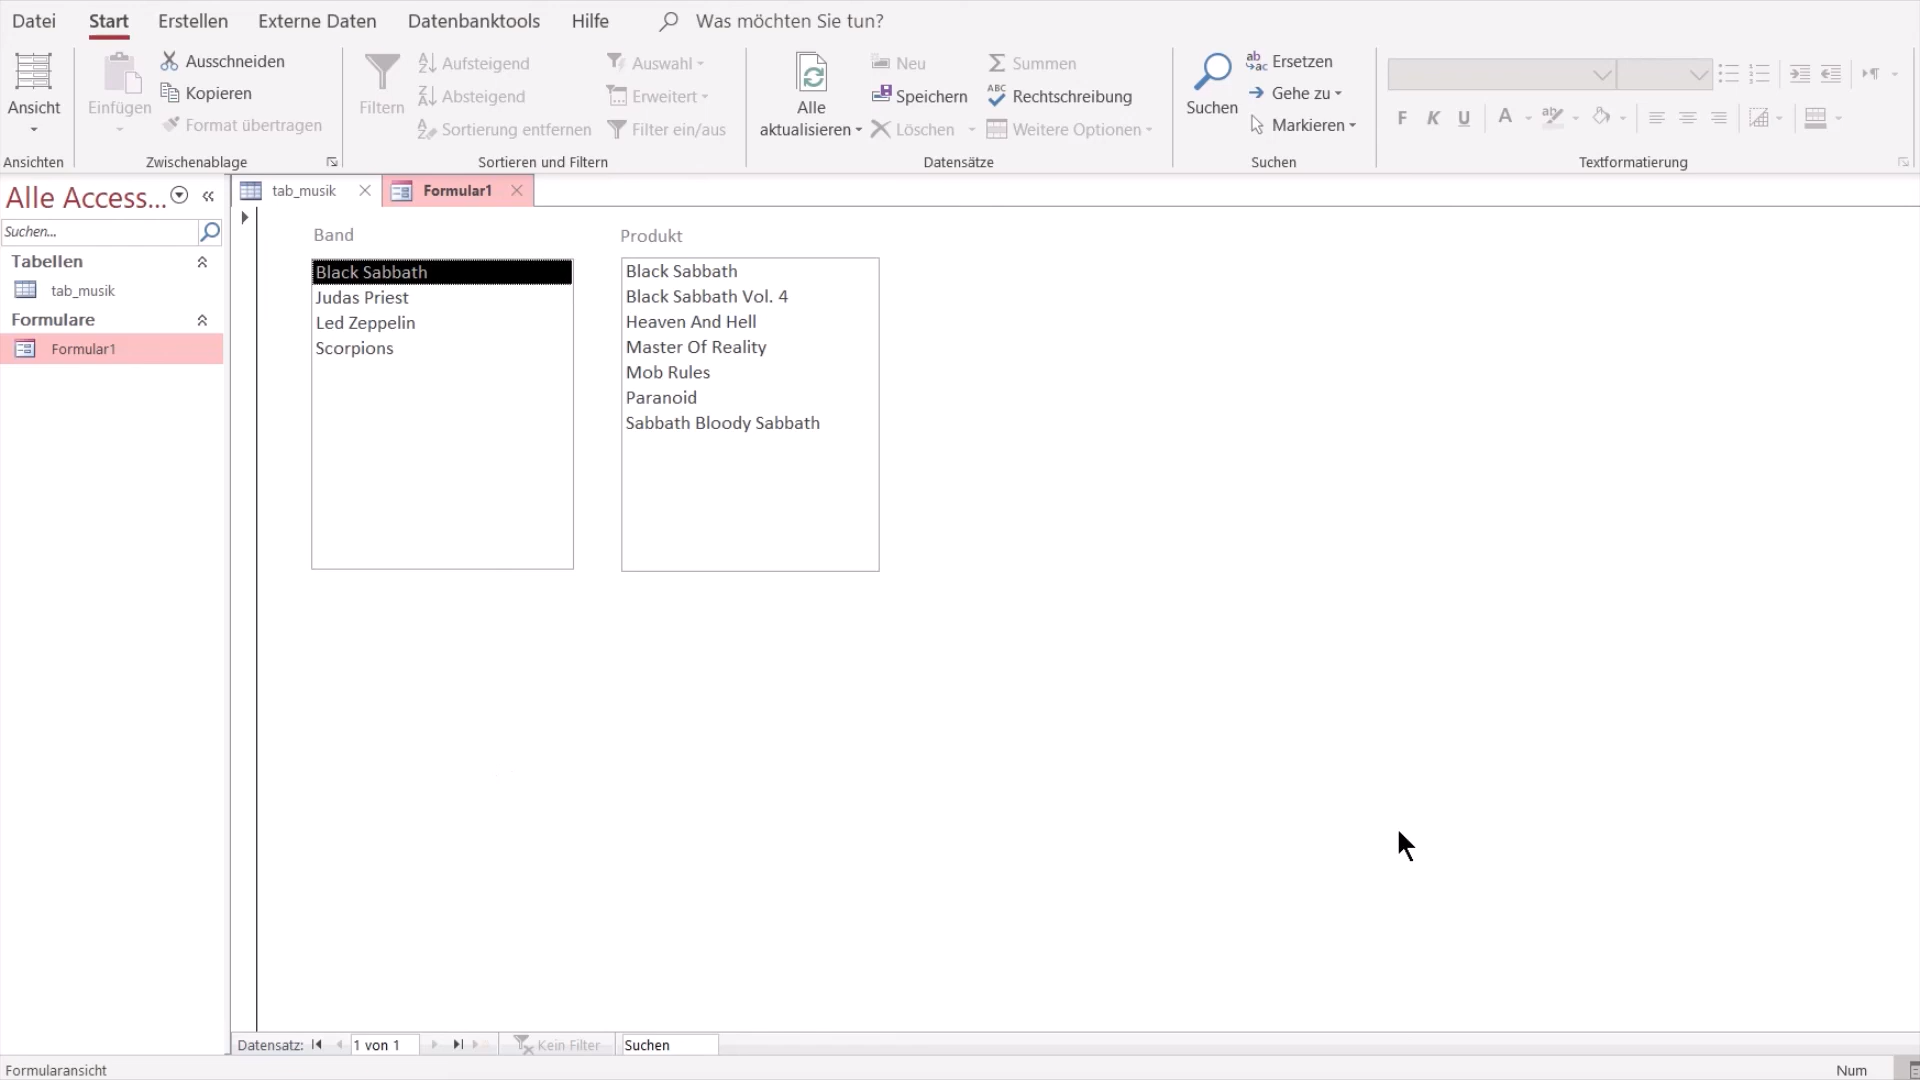 Datei Start Erstellen Externe Daten Datenbanktools Hilfe Was möchten Sie tun?
Ansicht
Ansichten
Einfügen
Ausschneiden
Kopieren
Format übertragen
Zwischenablage
Filtern
Aufsteigend
Absteigend
Sortierung entfernen
Auswahl
Erweitert
Filter ein/aus
Sortieren und Filtern
Alle
aktualisieren
Neu
Speichern
Löschen
Summen
Rechtschreibung
Weitere Optionen
Datensätze
Suchen
Ersetzen
Gehe zu
Markieren
Suchen
F K U A
Textformatierung
Alle Access...
Suchen...
Tabellen
tab_musik
Formulare
Formular1
tab_musik Formular1
Band
Black Sabbath
Judas Priest
Led Zeppelin
Scorpions
Produkt
Black Sabbath
Black Sabbath Vol. 4
Heaven And Hell
Master Of Reality
Mob Rules
Paranoid
Sabbath Bloody Sabbath
Datensatz: 1 von 1 Kein Filter Suchen
Formularansicht Num